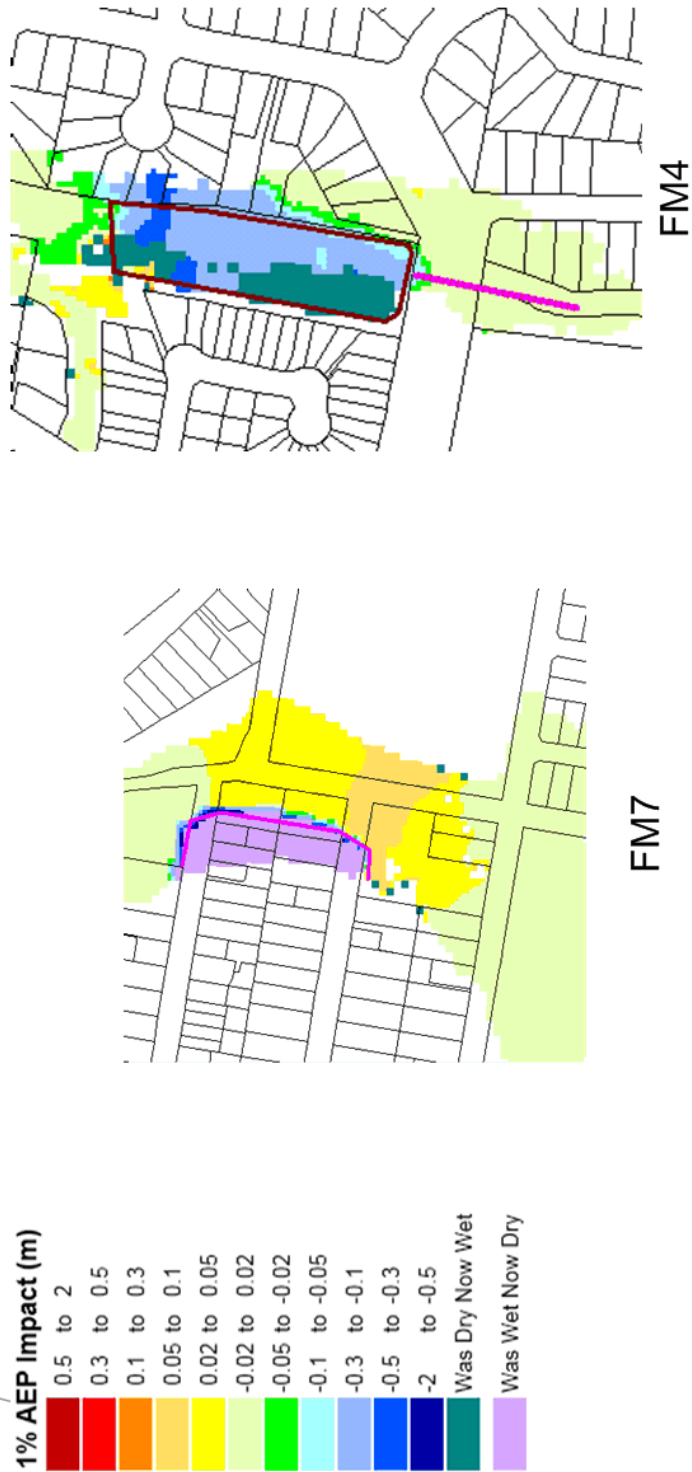 1% AEP Impact (m)
0.5 to 2
0.3 to 0.5
0.1 to 0.3
0.05 to 0.1
0.02 to 0.05
-0.02 to 0.02
-0.05 to -0.02
-0.1 to -0.05
-0.3 to -0.1
-0.5 to -0.3
-2 to -0.5
Was Dry Now Wet
Was Wet Now Dry
FM7
FM4